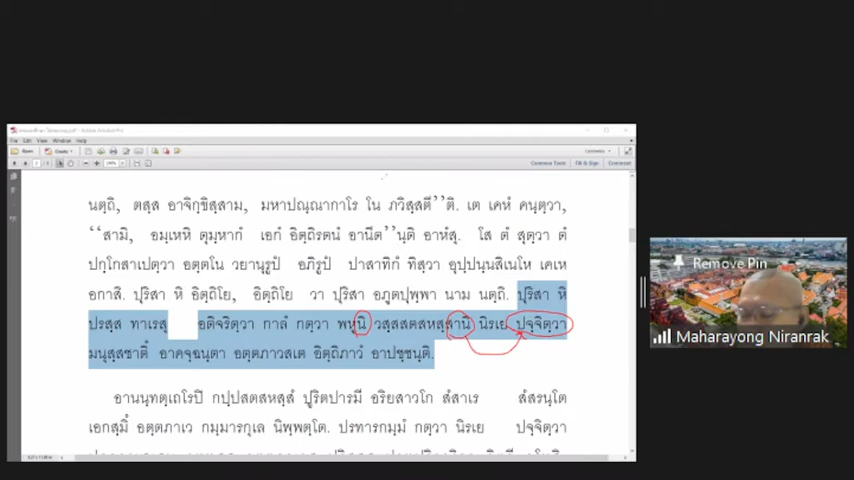 File Edit View Window Help
Open
Create
Common Tools
Fill & Sign
Comment
นตฺถิ, ตสฺส อาจิกฺขิสฺสาม, มหาปณฺณากาโร โน ภวิสฺสตี’’ติ. เต เคหํ คนฺตฺวา,
‘‘สามิ, อมฺเหหิ ตุมฺหากํ เอกํ อิตฺถิรตนํ อานีต’’นฺติ อาหํสุ. โส ตํ สุตฺวา ตํ
ปกฺโกสาเปตฺวา อตฺตโน วยานุรูปํ อภิรูปํ ปาสาทิกํ ทิสฺวา อุปฺปนฺนสิเนโห เคเห
อกาสิ. ปุริสา หิ อิตฺถิโย, อิตฺถิโย วา ปุริสา อภูตปุพฺพา นาม นตฺถิ. ปุริสา หิ
ปรสฺส ทาเรสุ อติจริตฺวา กาลํ กตฺวา พหูนิ วสฺสสตสหสฺสานิ นิรเย ปจฺจิตฺวา
มนุสฺสชาตึ อาคจฺฉนฺตา อตฺตภาวสเต อิตฺถิภาวํ อาปชฺชนฺติ.
อานนฺทตฺเถโรปิ กปฺปสตสหสฺสํ ปูริตปารมี อริยสาวโก สํสาเร สํสรนฺโต
เอกสฺมึ อตฺตภาเว กมฺมารกุเล นิพฺพตฺโต. ปรทารกมฺมํ กตฺวา นิรเย ปจฺจิตฺวา
Remove Pin
Maharayong Niranrak